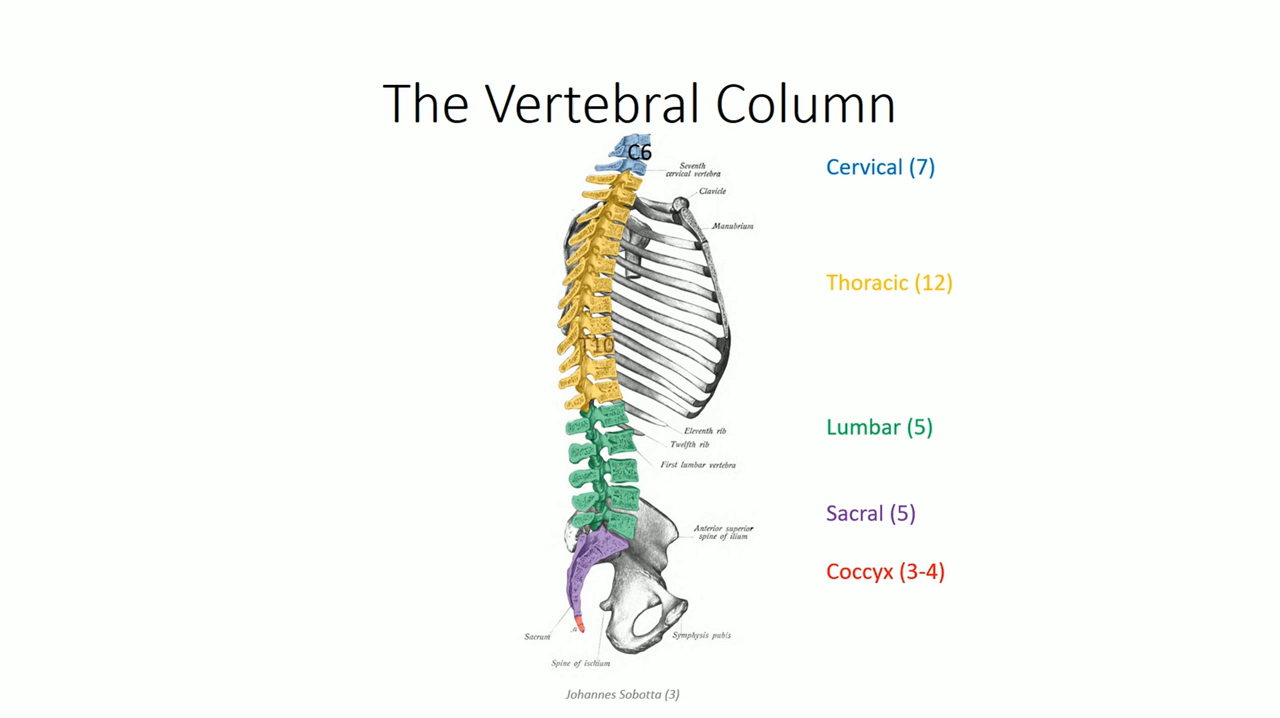 The Vertebral Column
C6
Seventh
cervical vertebra
Cervical (7)
Clavicle
Manubrium
Thoracic (12)
T10
Eleventh rib
Twelfth rib
First lumbar vertebra
Lumbar (5)
Anterior superior
spine of ilium
Sacral (5)
Coccyx (3-4)
Sacrum
Symphysis pubis
Spine of ischium
Johannes Sobotta (3)